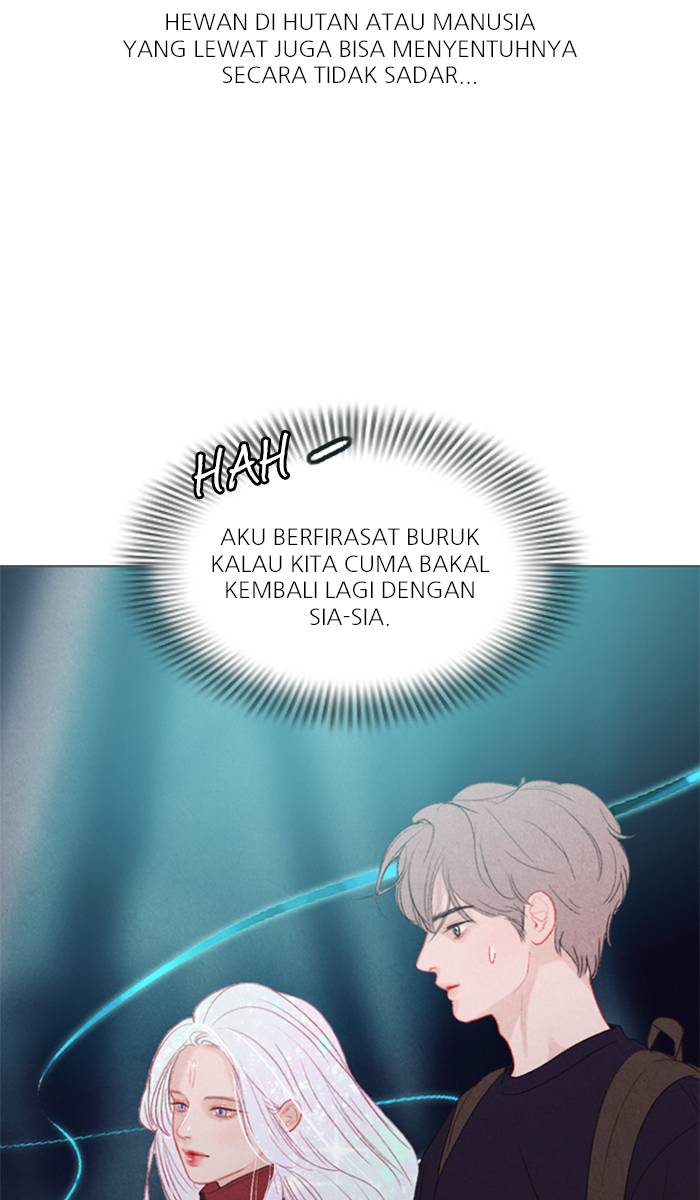 HEWAN DI HUTAN ATAU MANUSIA
YANG LEWAT JUGA BISA MENYENTUHNYA
SECARA TIDAK SADAR...
HAH
AKU BERFIRASAT BURUK
KALAU KITA CUMA BAKAL
KEMBALI LAGI DENGAN
SIA-SIA.